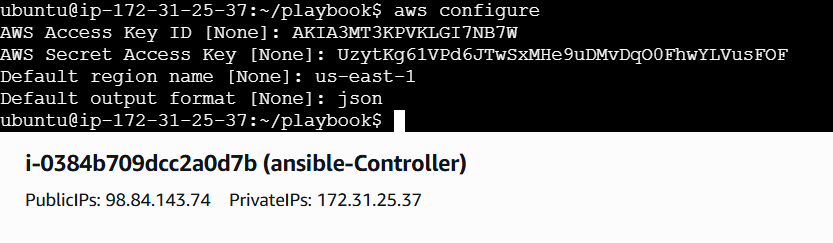 ubuntu@ip-172-31-25-37:~/playbook$ aws configure
AWS Access Key ID [None]: AKIA3MT3KPVKLGI7NB7W
AWS Secret Access Key [None]: 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
Default region name [None]: us-east-1
Default output format [None]: json
ubuntu@ip-172-31-25-37:~/playbook$
i-0384b709dcc2a0d7b (ansible-Controller)
PublicIPs: 98.84.143.74 PrivateIPs: 172.31.25.37